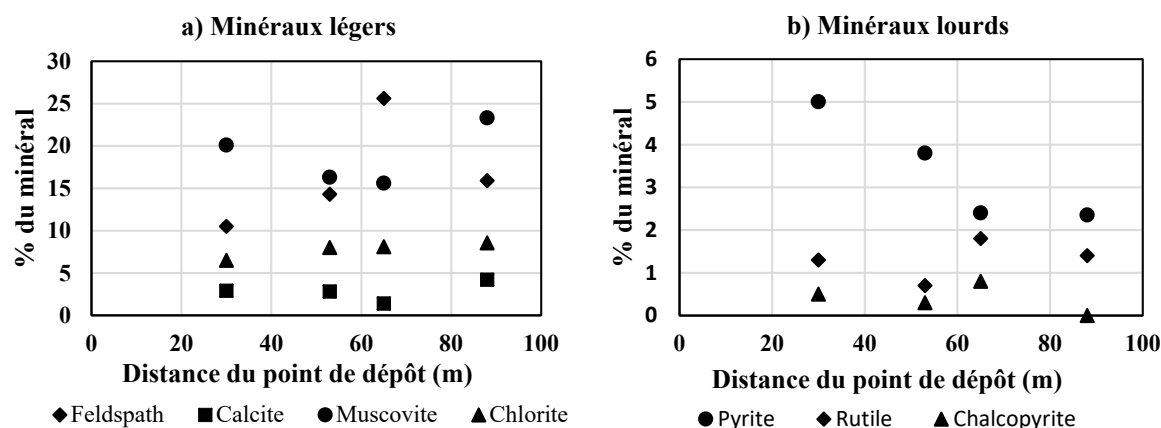 a) Minéraux légers
30
25
20
15
10
5
0
% du minéral
0 20 40 60 80 100
Distance du point de dépôt (m)
Feldspath Calcite Muscovite Chlorite
b) Minéraux lourds
6
5
4
3
2
1
0
% du minéral
0 20 40 60 80 100
Distance du point de dépôt (m)
Pyrite Rutile Chalcopyrite